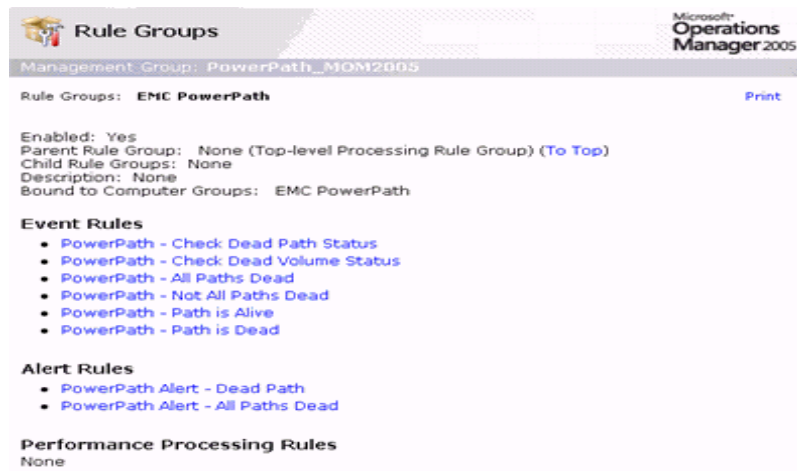 Rule Groups
Microsoft
Operations
Manager 2005
Management Group: PowerPath_MOM2005
Rule Groups: EMC PowerPath
Print
Enabled: Yes
Parent Rule Group: None (Top-level Processing Rule Group) (To Top)
Child Rule Groups: None
Description: None
Bound to Computer Groups: EMC PowerPath
Event Rules
• PowerPath - Check Dead Path Status
• PowerPath - Check Dead Volume Status
• PowerPath - All Paths Dead
• PowerPath - Not All Paths Dead
• PowerPath - Path is Alive
• PowerPath - Path is Dead
Alert Rules
• PowerPath Alert - Dead Path
• PowerPath Alert - All Paths Dead
Performance Processing Rules
None